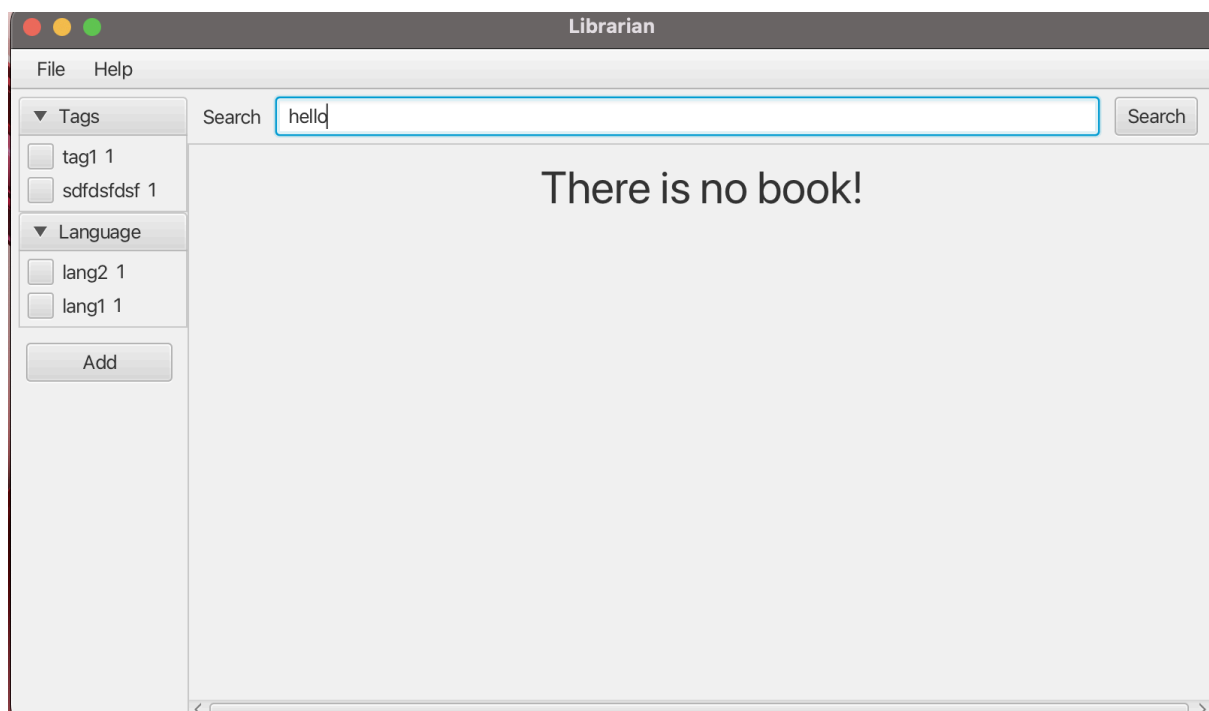 Librarian
File Help
Tags
Search hello Search
tag1 1
sdfdsfdsf 1
There is no book!
Language
lang2 1
lang1 1
Add